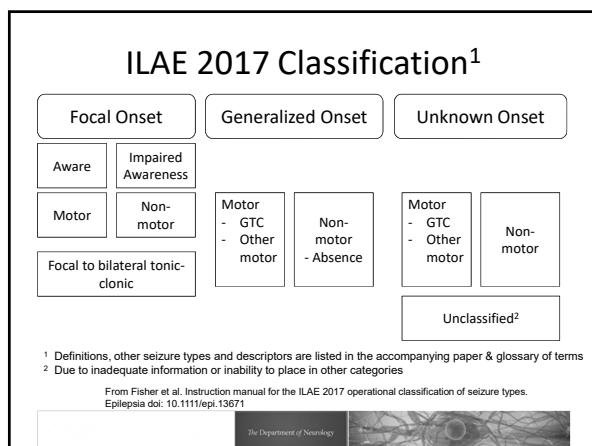 ILAE 2017 Classification1
Focal Onset
Generalized Onset
Unknown Onset
Aware
Impaired
Awareness
Motor
Non-
motor
Focal to bilateral tonic-
clonic
Motor
- GTC
- Other
motor
Non-
motor
- Absence
Motor
- GTC
- Other
motor
Non-
motor
Unclassified2
1 Definitions, other seizure types and descriptors are listed in the accompanying paper & glossary of terms
2 Due to inadequate information or inability to place in other categories
From Fisher et al. Instruction manual for the ILAE 2017 operational classification of seizure types.
Epilepsia doi: 10.1111/epi.13671
The Department of Neurology